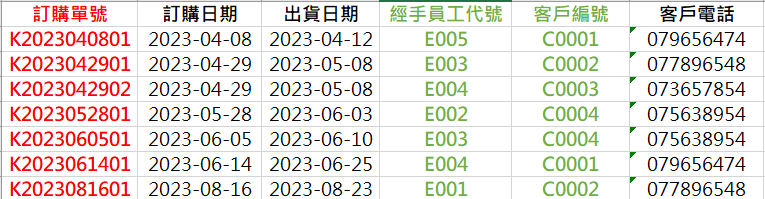 訂購單號 訂購日期 出貨日期 經手員工代號 客戶編號 客戶電話
K2023040801 2023-04-08 2023-04-12 E005 C0001 079656474
K2023042901 2023-04-29 2023-05-08 E003 C0002 077896548
K2023042902 2023-04-29 2023-05-08 E004 C0003 073657854
K2023052801 2023-05-28 2023-06-03 E002 C0004 075638954
K2023060501 2023-06-05 2023-06-10 E003 C0004 075638954
K2023061401 2023-06-14 2023-06-25 E004 C0001 079656474
K2023081601 2023-08-16 2023-08-23 E001 C0002 077896548